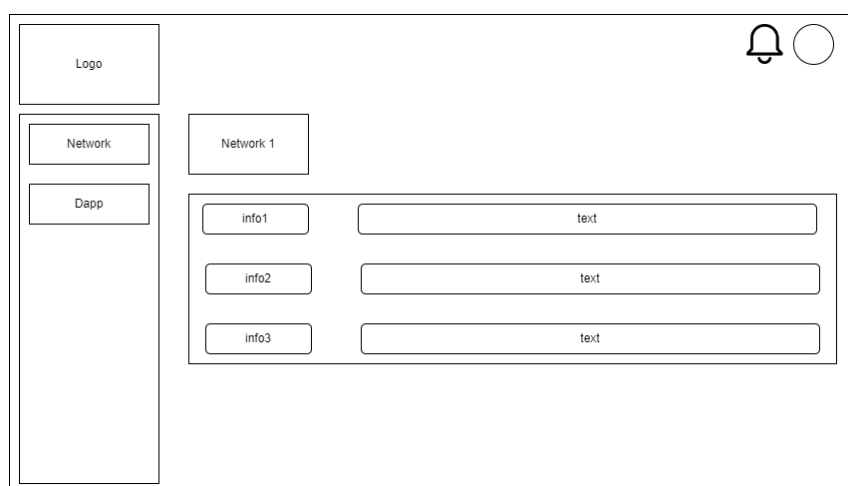 Logo
Network
Dapp
Network 1
info1 text
info2 text
info3 text